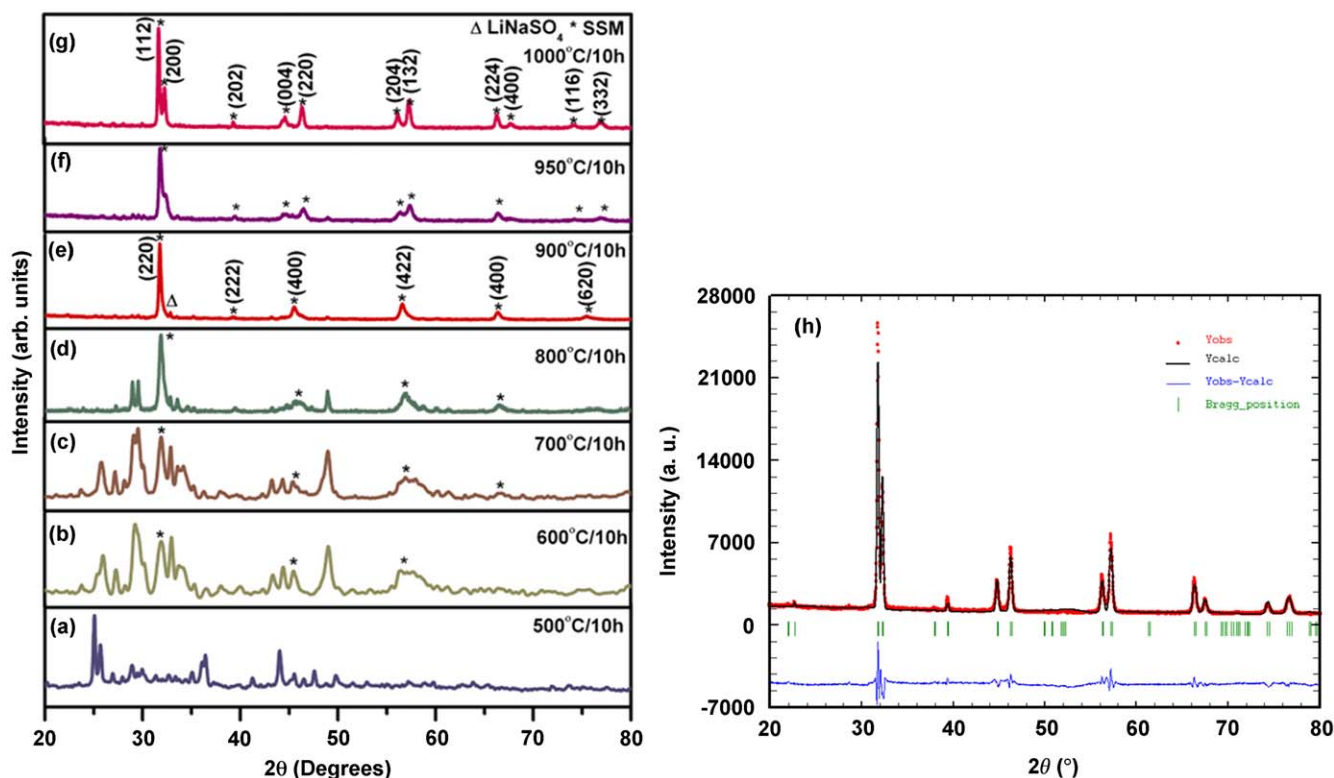 (g)
Δ LiNaSO4 * SSM
1000°C/10h
(112)
(200)
(202)
(004)
(220)
(204)
(132)
(224)
(400)
(116)
(332)
(f)
950°C/10h
(e)
900°C/10h
(220)
Δ
(222)
(400)
(422)
(400)
(620)
(d)
800°C/10h
(c)
700°C/10h
(b)
600°C/10h
(a)
500°C/10h
Intensity (arb. units)
20 30 40 50 60 70 80
2θ (Degrees)
(h)
Yobs
Ycalc
Yobs-Ycalc
Bragg_position
28000
21000
14000
7000
0
-7000
Intensity (a. u.)
20 30 40 50 60 70 80
2θ (°)